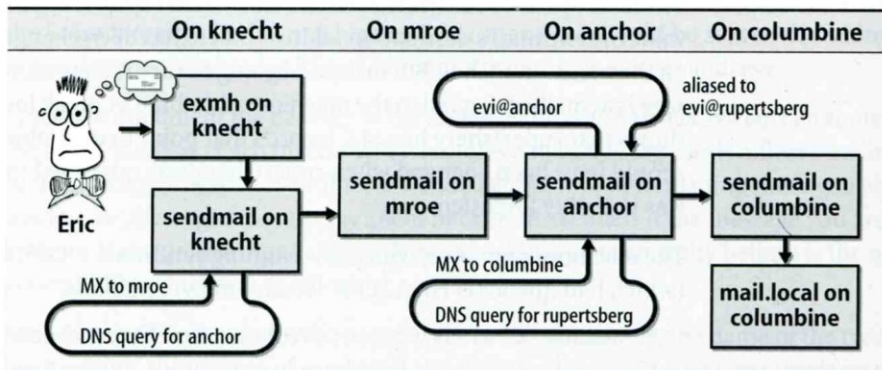 On knecht
On mroe
On anchor
On columbine
exmh on
knecht
evi@anchor
aliased to
evi@rupertsberg
Eric
sendmail on
knecht
sendmail on
mroe
sendmail on
anchor
sendmail on
columbine
MX to mroe
DNS query for anchor
MX to columbine
DNS query for rupertsberg
mail.local on
columbine